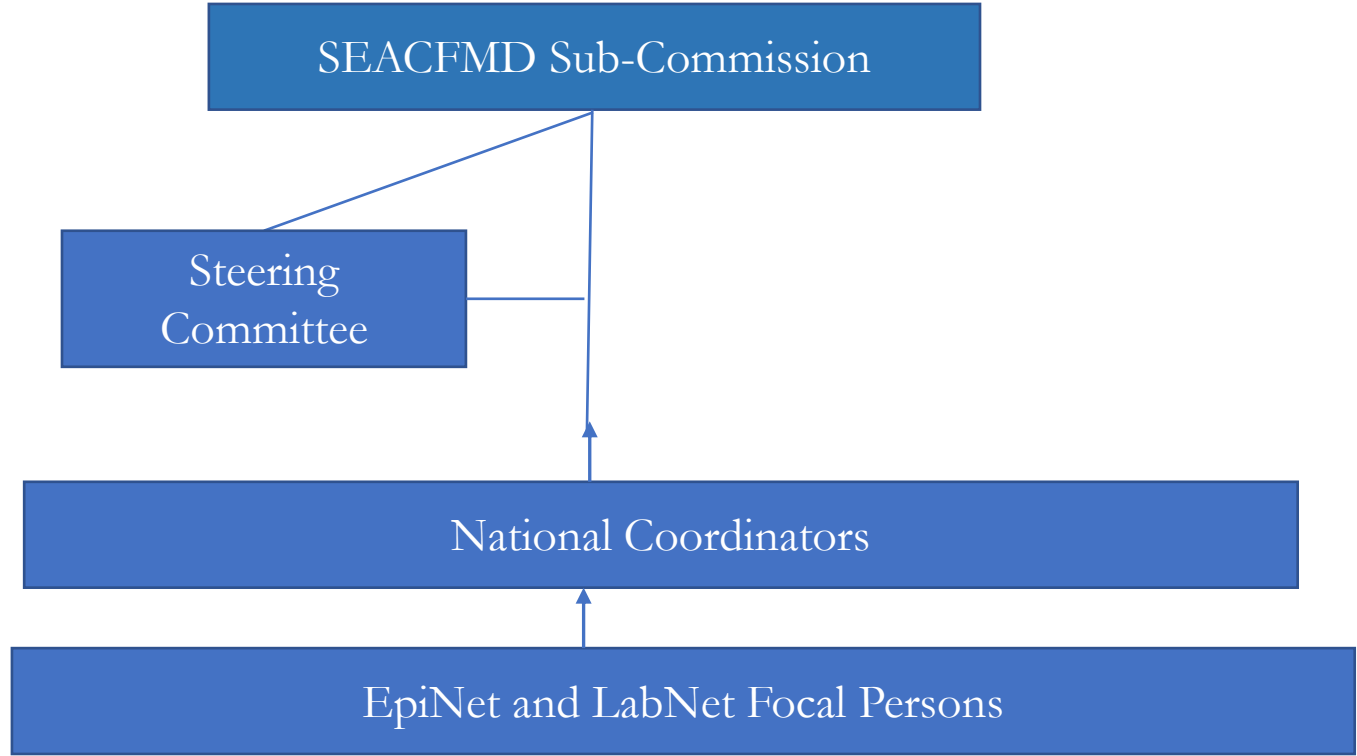 SEACFMD Sub-Commission
Steering
Committee
National Coordinators
EpiNet and LabNet Focal Persons